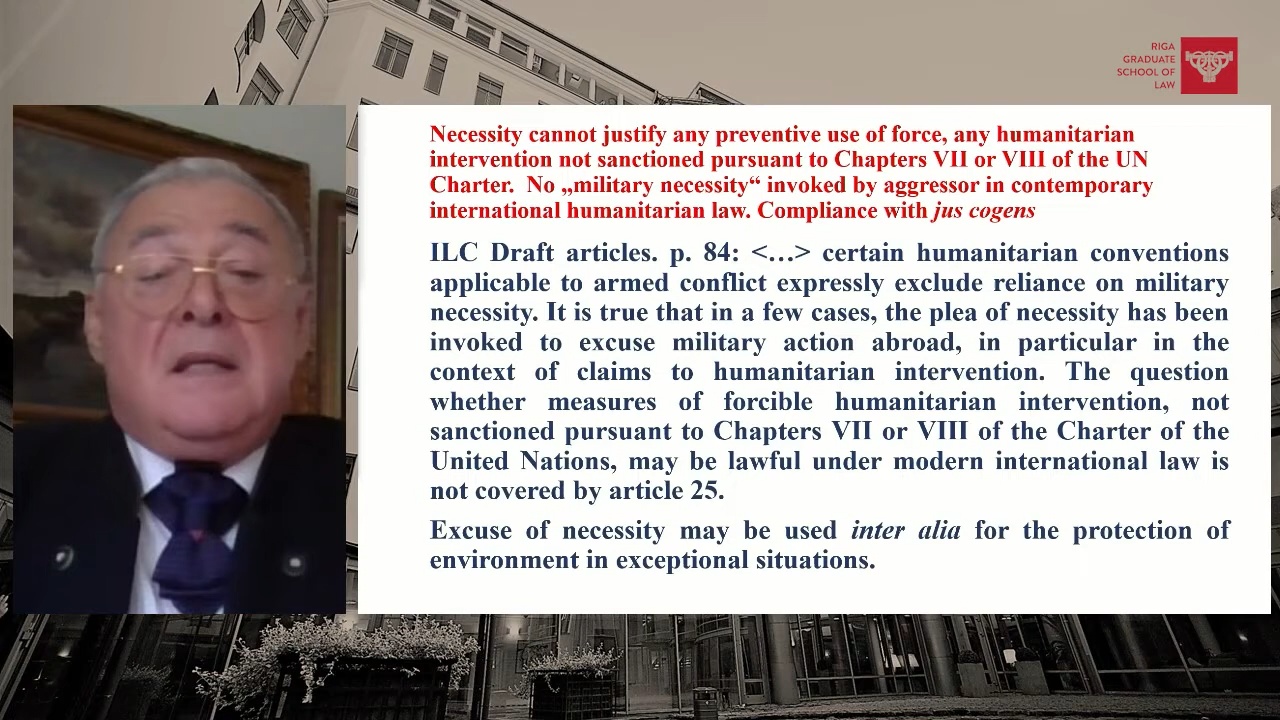 RIGA
GRADUATE
SCHOOL OF
LAW
Necessity cannot justify any preventive use of force, any humanitarian
intervention not sanctioned pursuant to Chapters VII or VIII of the UN
Charter. No „military necessity“ invoked by aggressor in contemporary
international humanitarian law. Compliance with jus cogens
ILC Draft articles. p. 84: <…> certain humanitarian conventions
applicable to armed conflict expressly exclude reliance on military
necessity. It is true that in a few cases, the plea of necessity has been
invoked to excuse military action abroad, in particular in the
context of claims to humanitarian intervention. The question
whether measures of forcible humanitarian intervention, not
sanctioned pursuant to Chapters VII or VIII of the Charter of the
United Nations, may be lawful under modern international law is
not covered by article 25.
Excuse of necessity may be used inter alia for the protection of
environment in exceptional situations.